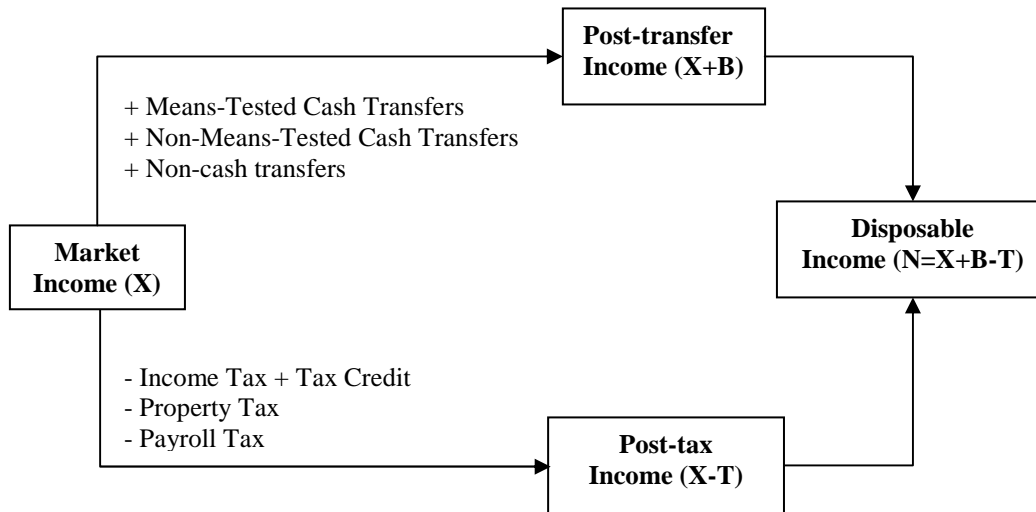 Post-transfer
Income (X+B)
+ Means-Tested Cash Transfers
+ Non-Means-Tested Cash Transfers
+ Non-cash transfers
Market
Income (X)
Disposable
Income (N=X+B-T)
- Income Tax + Tax Credit
- Property Tax
- Payroll Tax
Post-tax
Income (X-T)